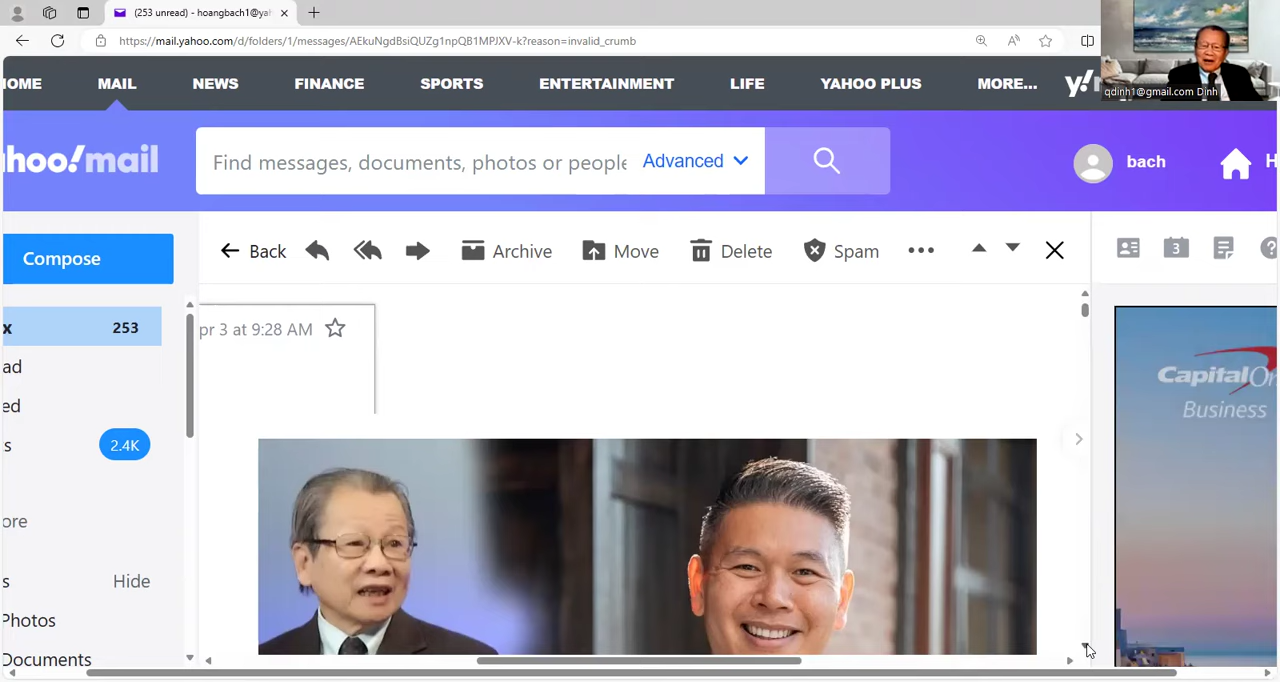 (253 unread) - hoangbach1@yah
https://mail.yahoo.com/d/folders/1/messages/AEkuNgdBsiQUZg1npQB1MPJXV-k?reason=invalid_crumb
qdinh1@gmail.com Dinh
OME MAIL NEWS FINANCE SPORTS ENTERTAINMENT LIFE YAHOO PLUS MORE... y!
hoo!mail
Find messages, documents, photos or people
Advanced
bach
H
Compose
Back
Archive
Move
Delete
Spam
3
x 253
pr 3 at 9:28 AM
ad
ed
s 2.4K
ore
s Hide
Photos
Documents
Capital On
Business